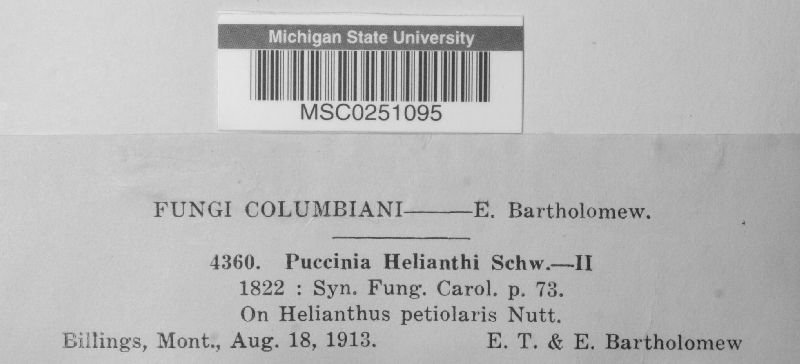 Michigan State University
MSC0251095
FUNGI COLUMBIANI——E. Bartholomew.
4360. Puccinia Helianthi Schw.—II
1822 : Syn. Fung. Carol. p. 73.
On Helianthus petiolaris Nutt.
Billings, Mont., Aug. 18, 1913. E. T. & E. Bartholomew